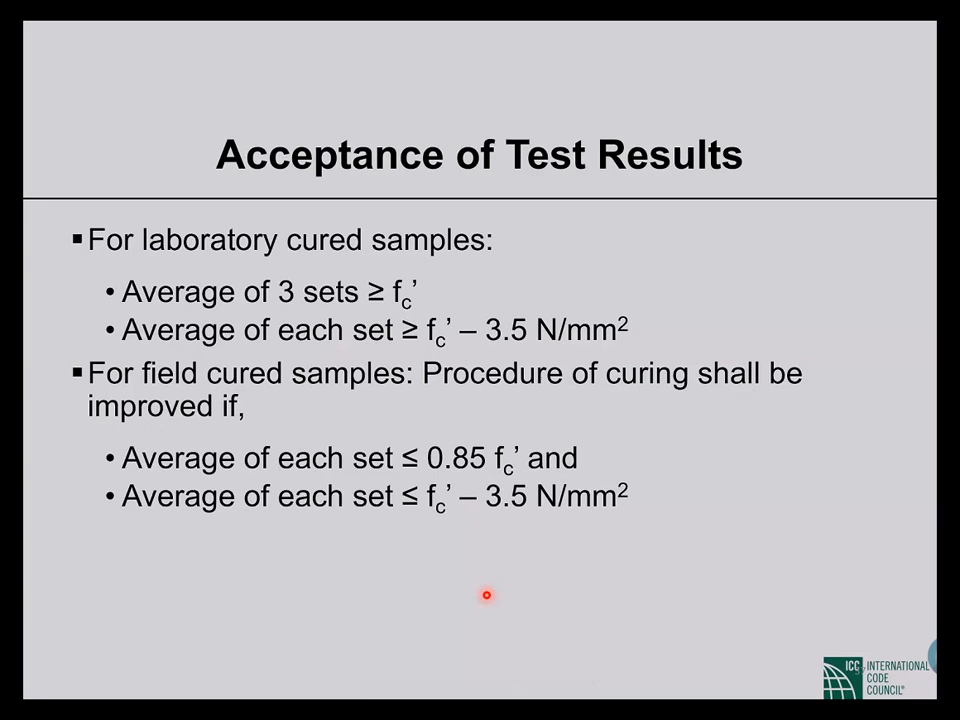 Acceptance of Test Results
▪ For laboratory cured samples:
• Average of 3 sets ≥ fc’
• Average of each set ≥ fc’ – 3.5 N/mm2
▪ For field cured samples: Procedure of curing shall be
improved if,
• Average of each set ≤ 0.85 fc’ and
• Average of each set ≤ fc’ – 3.5 N/mm2
ICC INTERNATIONAL
CODE
COUNCIL®